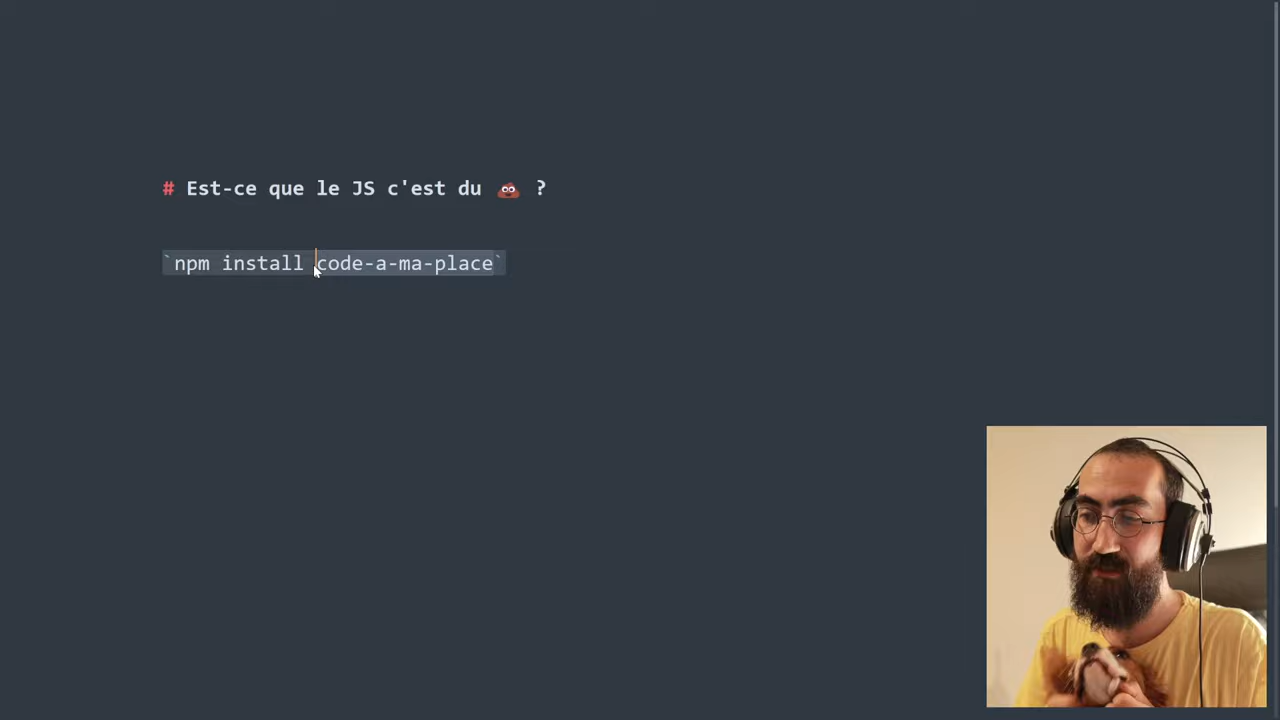 # Est-ce que le JS c'est du 💩 ?
`npm install code-a-ma-place`